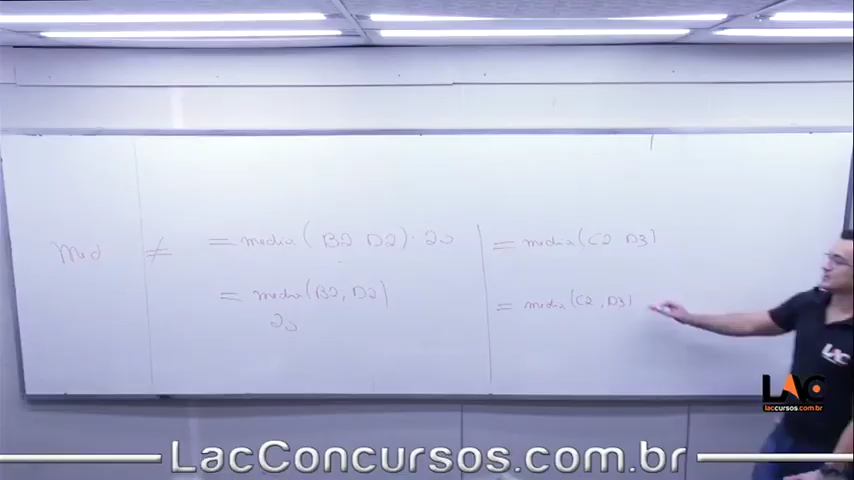 Med
≠
= media( B2 D2) · 20
= media(B2, D2)
20
= media(C2 D3)
= media(C2, D3)
LAC
LAC
laccursos.com.br
LacConcursos.com.br